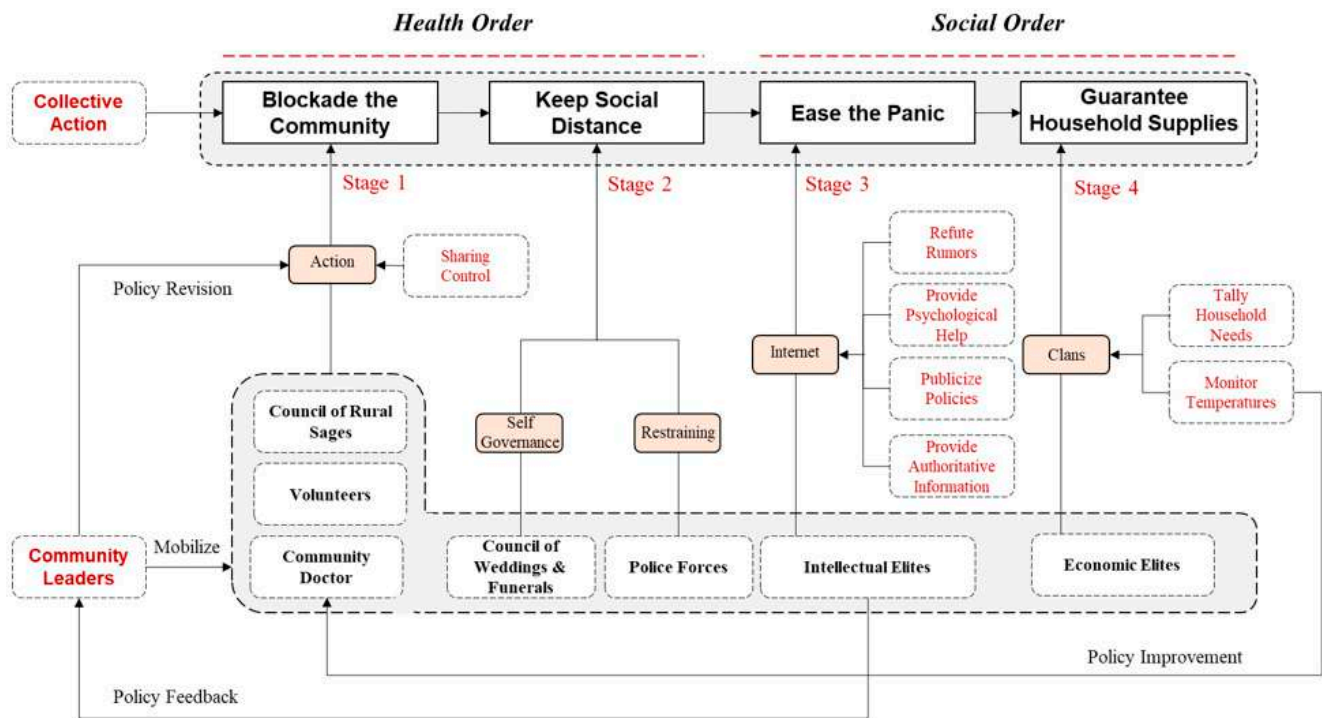 Health Order
Social Order
Collective
Action
Blockade the
Community
Keep Social
Distance
Ease the Panic
Guarantee
Household Supplies
Stage 1
Stage 2
Stage 3
Stage 4
Policy Revision
Action
Sharing
Control
Refute
Rumors
Provide
Psychological
Help
Internet
Publicize
Policies
Provide
Authoritative
Information
Clans
Tally
Household
Needs
Monitor
Temperatures
Self
Governance
Restraining
Council of Rural
Sages
Volunteers
Community
Leaders
Mobilize
Community
Doctor
Council of
Weddings &
Funerals
Police Forces
Intellectual Elites
Economic Elites
Policy Improvement
Policy Feedback